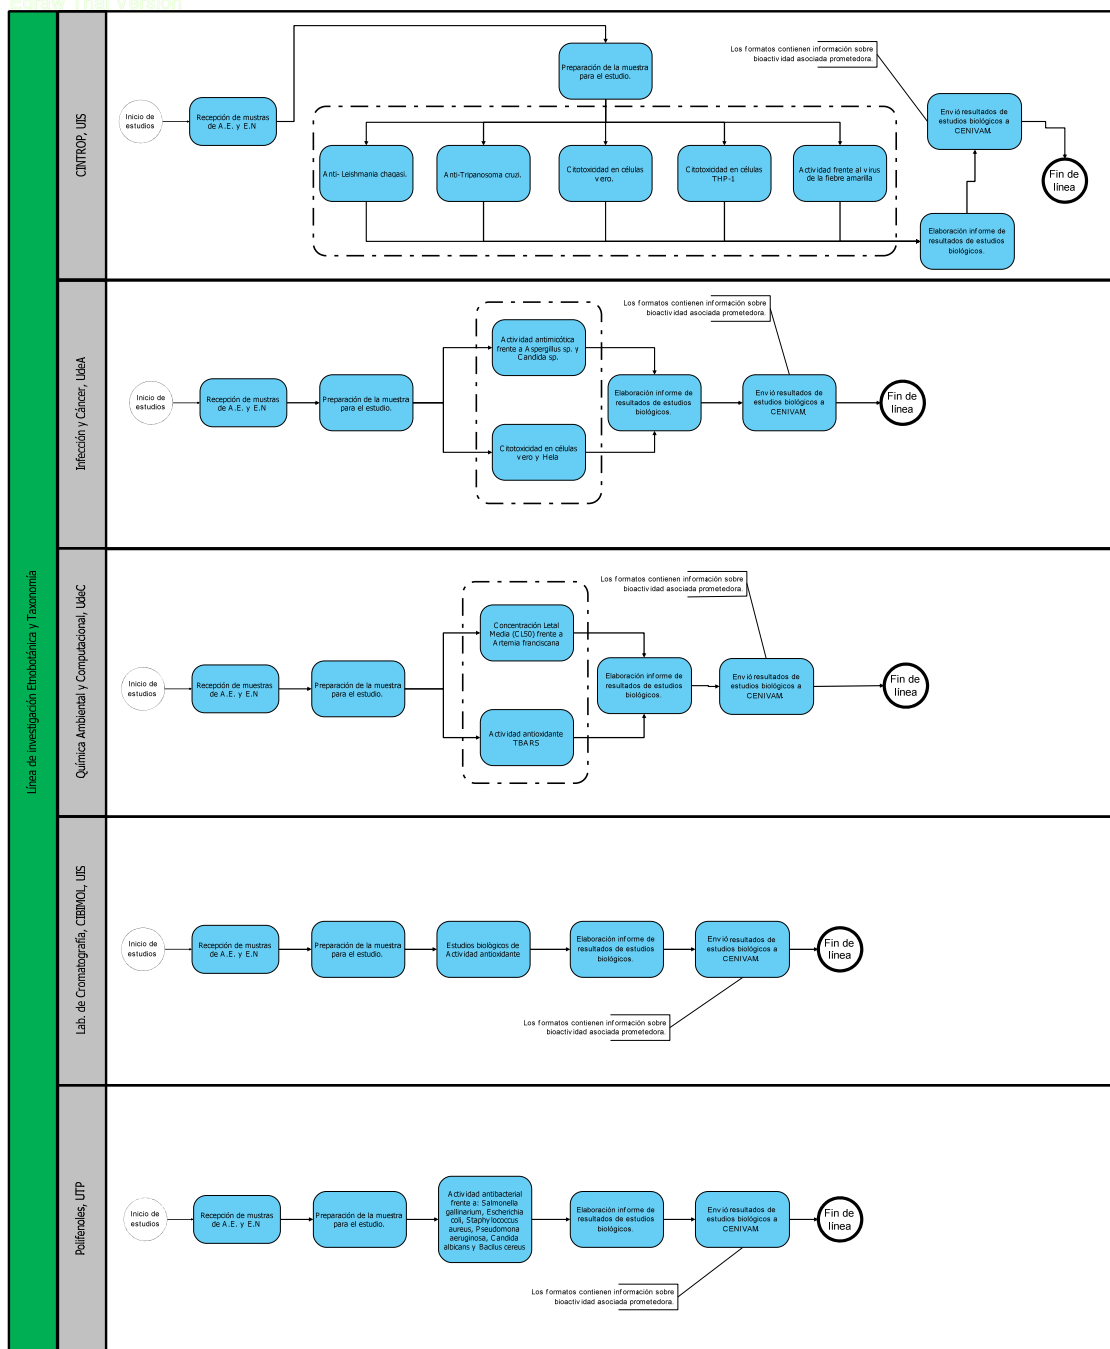 Línea de investigación Etnobotánica y Taxonomía
CINTROP, UIS
Inicio de
estudios
Recepción de mustras
de A.E. y E.N
Preparación de la muestra
para el estudio.
Anti- Leishmania chagasi.
Anti-Tripanosoma cruzi.
Citotoxicidad en células
vero.
Citotoxicidad en células
THP-1
Actividad frente al virus
de la fiebre amarilla
Elaboración informe de
resultados de estudios
biológicos.
Envió resultados de
estudios biológicos a
CENIVAM.
Los formatos contienen información sobre
bioactividad asociada prometedora.
Fin de
línea
Infección y Cáncer, UdeA
Inicio de
estudios
Recepción de mustras
de A.E. y E.N
Preparación de la muestra
para el estudio.
Actividad antimicótica
frente a Aspergillus sp. y
Candida sp.
Citotoxicidad en células
vero y Hela
Elaboración informe de
resultados de estudios
biológicos.
Envió resultados de
estudios biológicos a
CENIVAM.
Los formatos contienen información sobre
bioactividad asociada prometedora.
Fin de
línea
Química Ambiental y Computacional, UdeC
Inicio de
estudios
Recepción de mustras
de A.E. y E.N
Preparación de la muestra
para el estudio.
Concentración Letal
Media (CL50) frente a
Artemia franciscana
Actividad antioxidante
TBARS
Elaboración informe de
resultados de estudios
biológicos.
Envió resultados de
estudios biológicos a
CENIVAM.
Los formatos contienen información sobre
bioactividad asociada prometedora.
Fin de
línea
Lab. de Cromatografía, CIBIMOL, UIS
Inicio de
estudios
Recepción de mustras
de A.E. y E.N
Preparación de la muestra
para el estudio.
Estudios biológicos de
Actividad antioxidante
Elaboración informe de
resultados de estudios
biológicos.
Envió resultados de
estudios biológicos a
CENIVAM.
Los formatos contienen información sobre
bioactividad asociada prometedora.
Fin de
línea
Polifenoles, UTP
Inicio de
estudios
Recepción de mustras
de A.E. y E.N
Preparación de la muestra
para el estudio.
Actividad antibacterial
frente a: Salmonella
gallinarium, Escherichia
coli, Staphylococcus
aureus, Pseudomona
aeruginosa, Candida
albicans y Bacilus cereus
Elaboración informe de
resultados de estudios
biológicos.
Envió resultados de
estudios biológicos a
CENIVAM.
Los formatos contienen información sobre
bioactividad asociada prometedora.
Fin de
línea